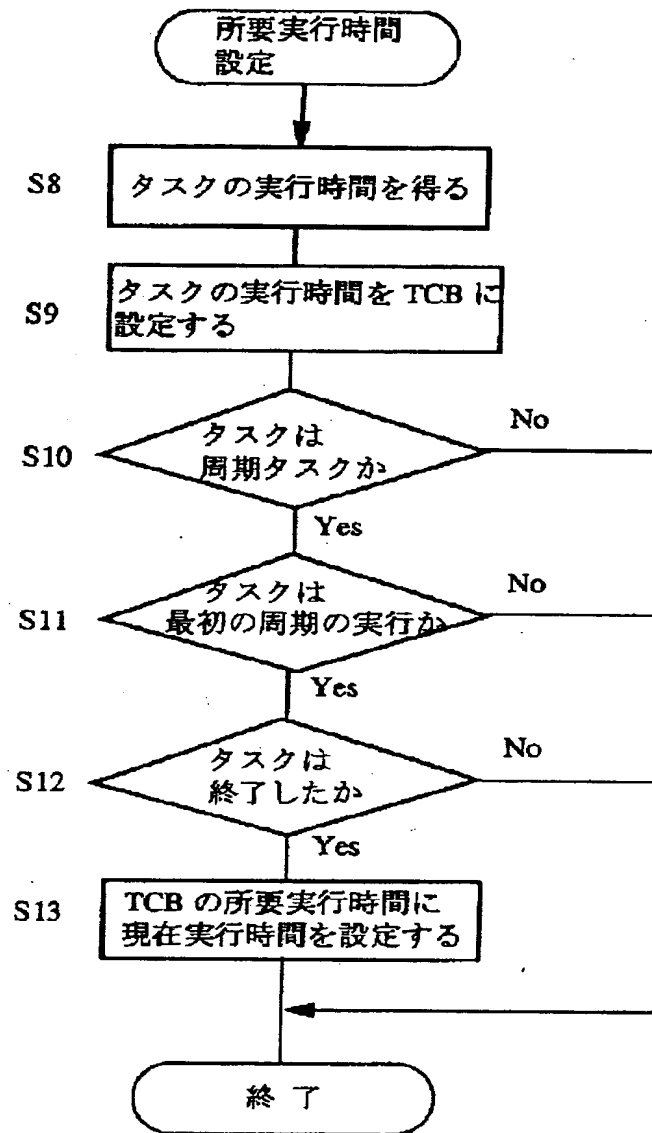 所要実行時間
設定
S8
タスクの実行時間を得る
S9
タスクの実行時間を TCB に
設定する
S10
タスクは
周期タスクか
No
Yes
S11
タスクは
最初の周期の実行か
No
Yes
S12
タスクは
終了したか
No
Yes
S13
TCB の所要実行時間に
現在実行時間を設定する
終 了